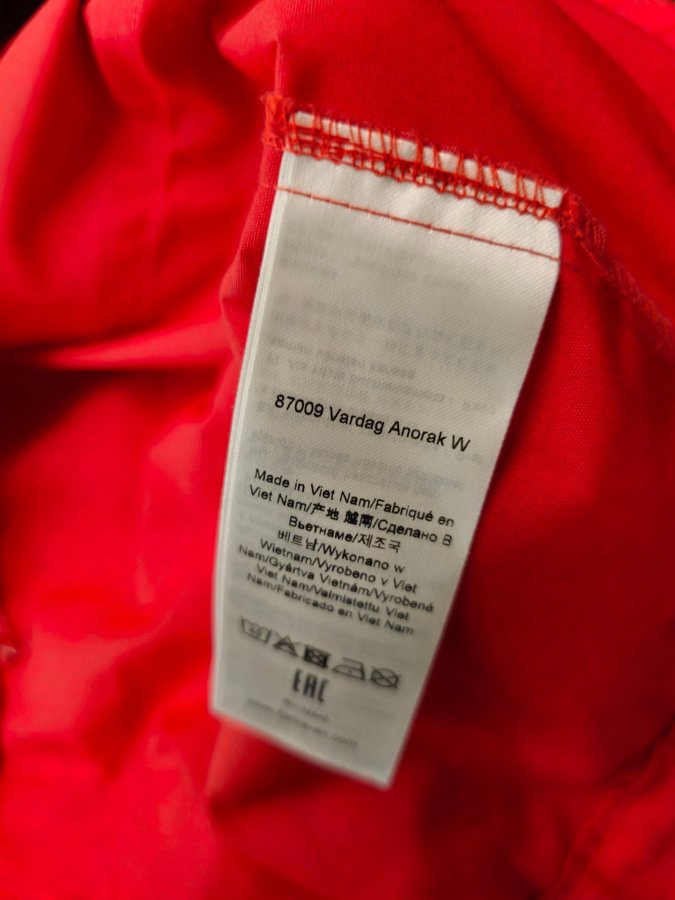 87009 Vardag Anorak W
Made in Viet Nam/Fabriqué en
Viet Nam/产地 越南/Сделано В
Вьетнаме/제조국
베트남/Wykonano w
Wietnam/Vyrobeno v Viet
Nam/Gyártva Vietnám/Vyrobené
Viet Nam/Valmistettu Viet
Nam/Fabricado en Viet Nam
EAC